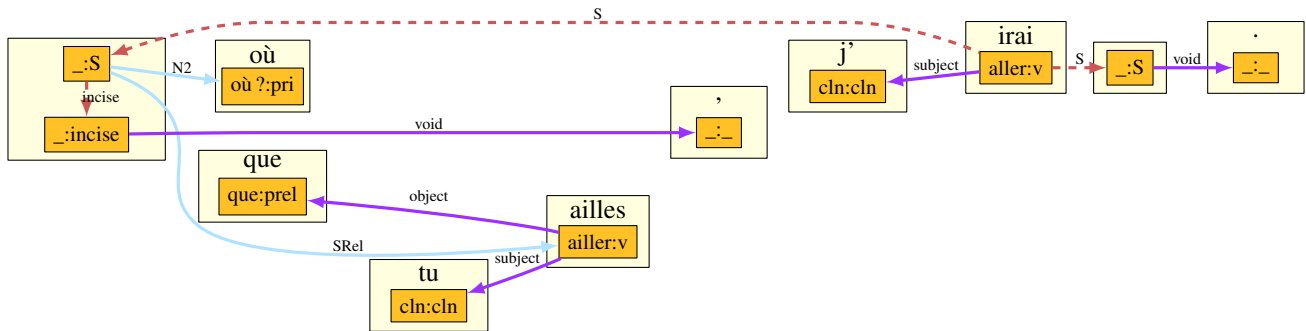 S
_:S
N2
où
où ?:pri
incise
_:incise
void
,
_:_
j'
cln:cln
subject
irai
aller:v
S
_:S
void
.
_:_
que
que:prel
object
ailles
ailler:v
SRel
subject
tu
cln:cln